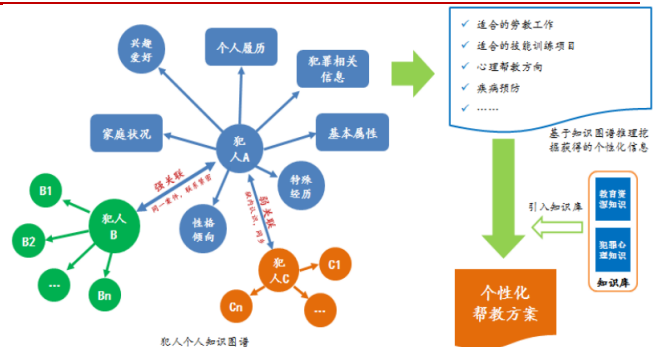 兴趣
爱好
个人履历
犯罪相关
信息
家庭状况
犯
人A
基本属性
强关联
同一案件，联系紧密
特殊
经历
弱关联
狱内认识，同乡
性格
倾向
B1
犯人
B
B2
...
Bn
犯
人C
C1
Cn
...
犯人个人知识图谱
✓ 适合的劳教工作
✓ 适合的技能训练项目
✓ 心理帮教方向
✓ 疾病预防
✓ ……
基于知识图谱推理挖
掘获得的个性化信息
引入知识库
教育资
源知识
犯罪心
理知识
知识库
个性化
帮教方案